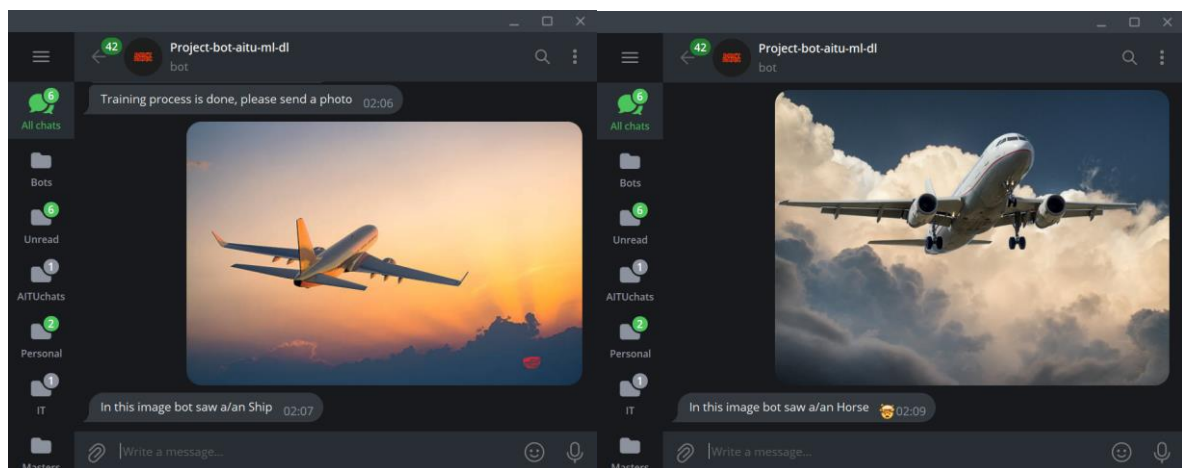 42
Project-bot-aitu-ml-dl
bot
6
All chats
Training process is done, please send a photo 02:06
Bots
6
Unread
1
AITUchats
2
Personal
1
IT
In this image bot saw a/an Ship 02:07
Masters
Write a message...
42
Project-bot-aitu-ml-dl
bot
6
All chats
Bots
6
Unread
1
AITUchats
2
Personal
1
IT
In this image bot saw a/an Horse 🤯 02:09
Masters
Write a message...